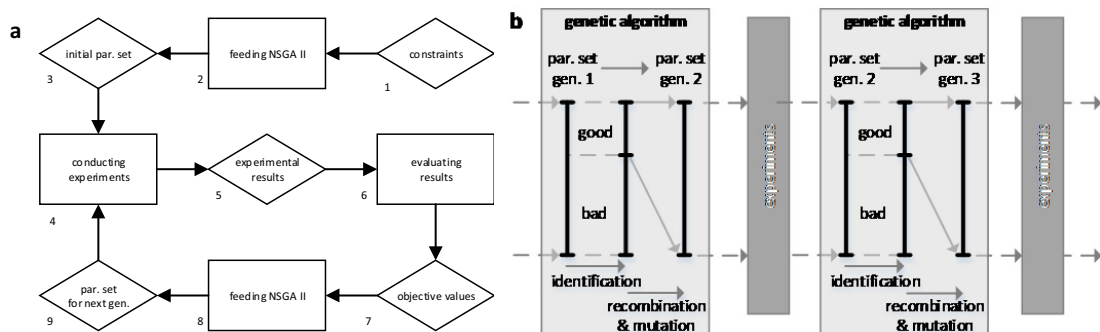 a
initial par. set
3
feeding NSGA II
2
constraints
1
conducting
experiments
4
experimental
results
5
evaluating
results
6
par. set
for next gen.
9
feeding NSGA II
8
objective values
7
b
genetic algorithm
par. set
gen. 1
par. set
gen. 2
good
bad
identification
recombination
& mutation
experiments
genetic algorithm
par. set
gen. 2
par. set
gen. 3
good
bad
identification
recombination
& mutation
experiments